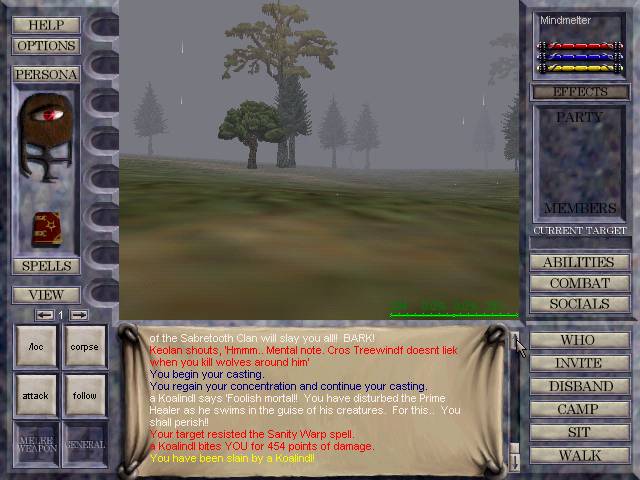 HELP
OPTIONS
PERSONA
SPELLS
VIEW
1
/loc
corpse
attack
follow
MELEE
WEAPON
GENERAL
of the Sabretooth Clan will slay you all!! BARK!
Keolan shouts, 'Hmmm.. Mental note. Cros Treewindf doesnt liek
when you kill wolves around him'
You begin your casting.
You regain your concentration and continue your casting.
a Koalindl says 'Foolish mortal!! You have disturbed the Prime
Healer as he swims in the guise of his creatures. For this.. You
shall perish!!
Your target resisted the Sanity Warp spell.
a Koalindl bites YOU for 454 points of damage.
You have been slain by a Koalindl!
Mindmelter
EFFECTS
PARTY
MEMBERS
CURRENT TARGET
ABILITIES
COMBAT
SOCIALS
WHO
INVITE
DISBAND
CAMP
SIT
WALK